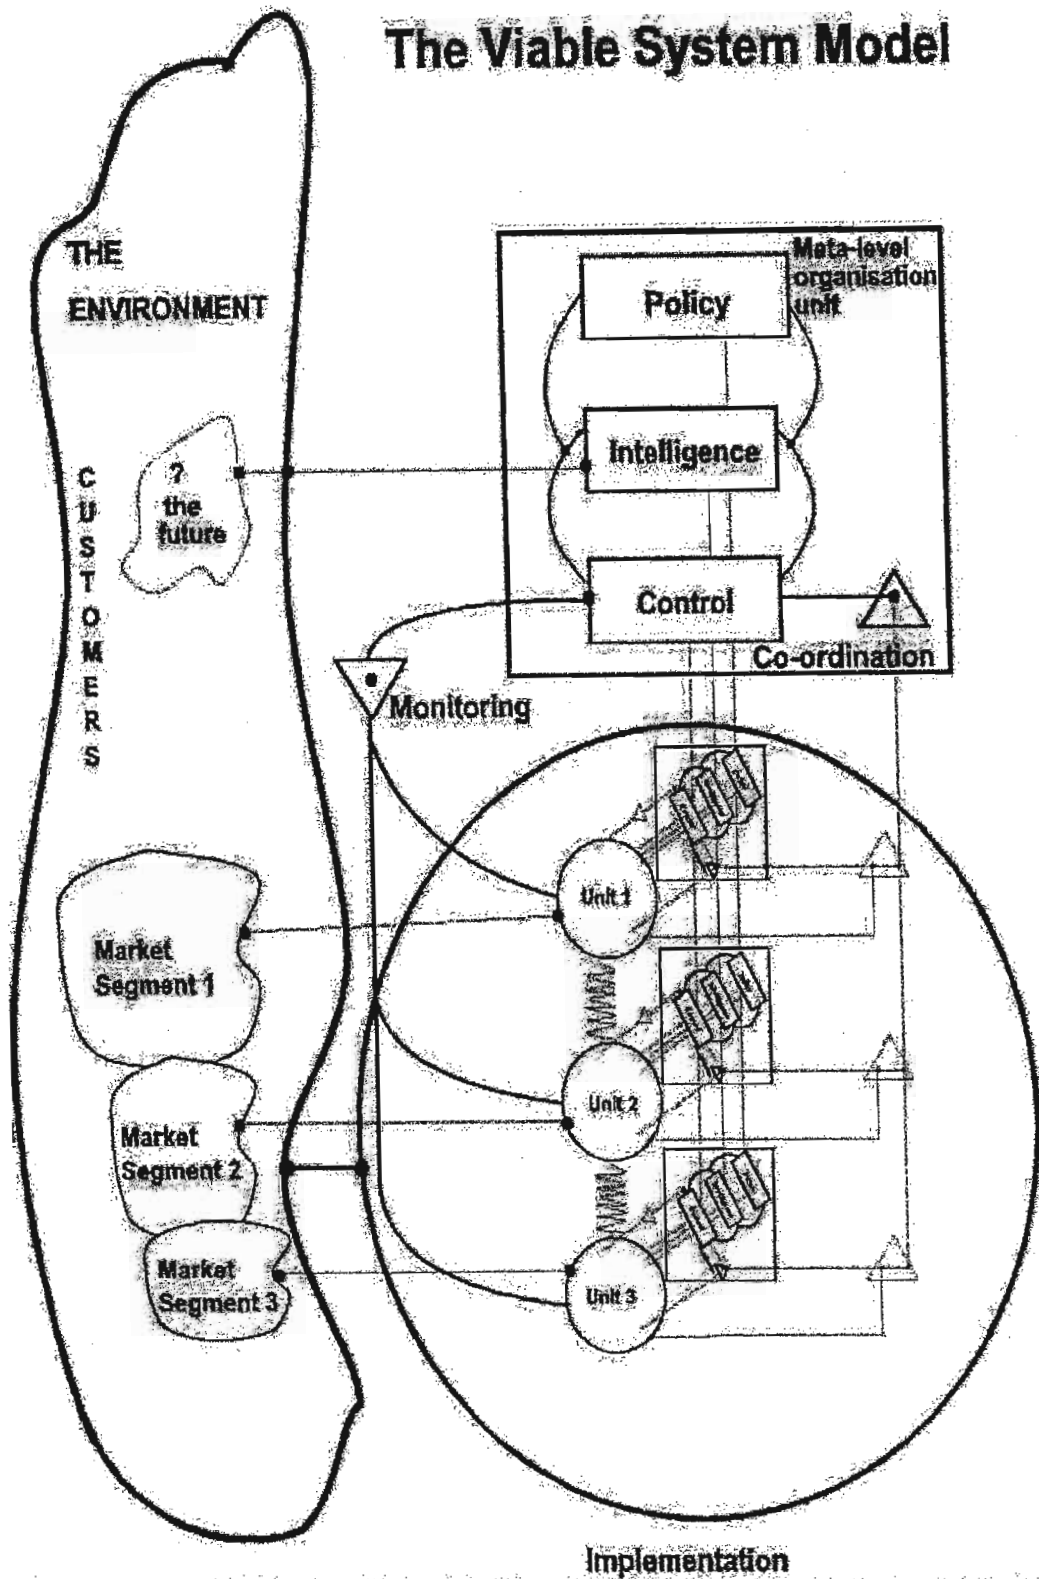 The Viable System Model
THE
ENVIRONMENT
CUSTOMERS
?
the
future
Meta-level
organisation
unit
Policy
Intelligence
Control
Co-ordination
Monitoring
Market
Segment 1
Market
Segment 2
Market
Segment 3
Unit 1
Unit 2
Unit 3
Implementation